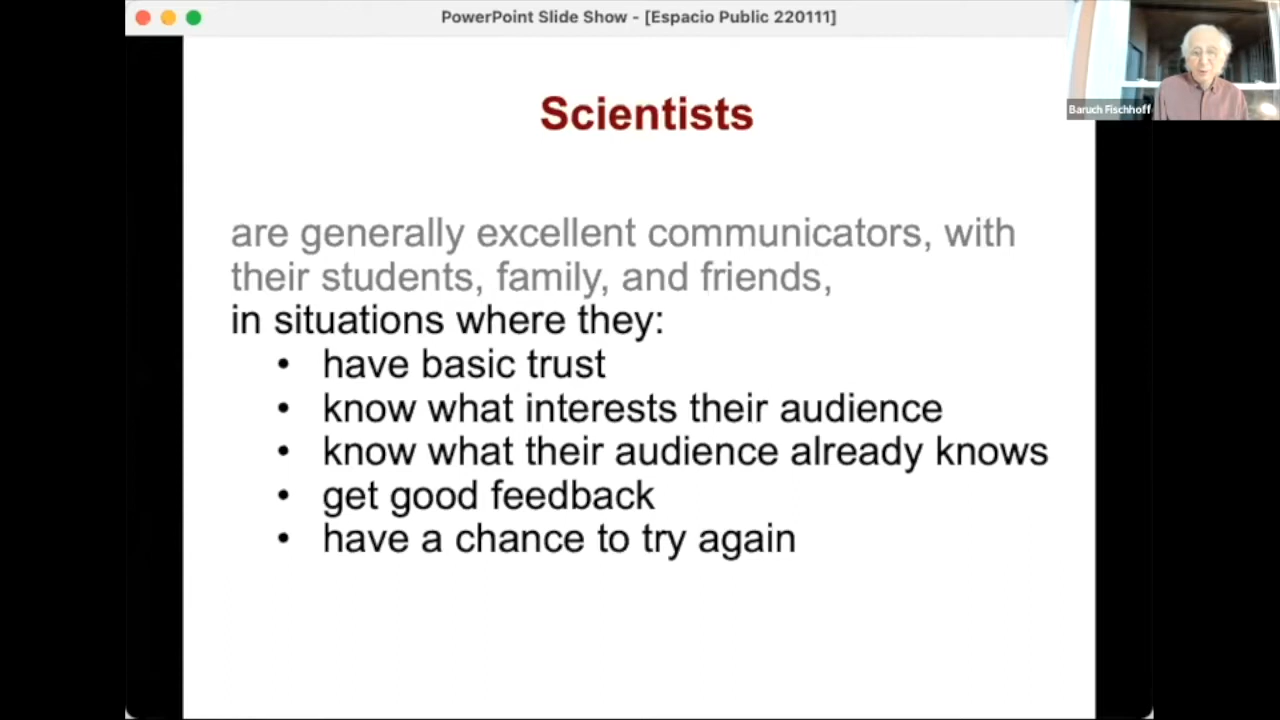 PowerPoint Slide Show - [Espacio Public 220111]
Baruch Fischhoff
Scientists
are generally excellent communicators, with
their students, family, and friends,
in situations where they:
• have basic trust
• know what interests their audience
• know what their audience already knows
• get good feedback
• have a chance to try again